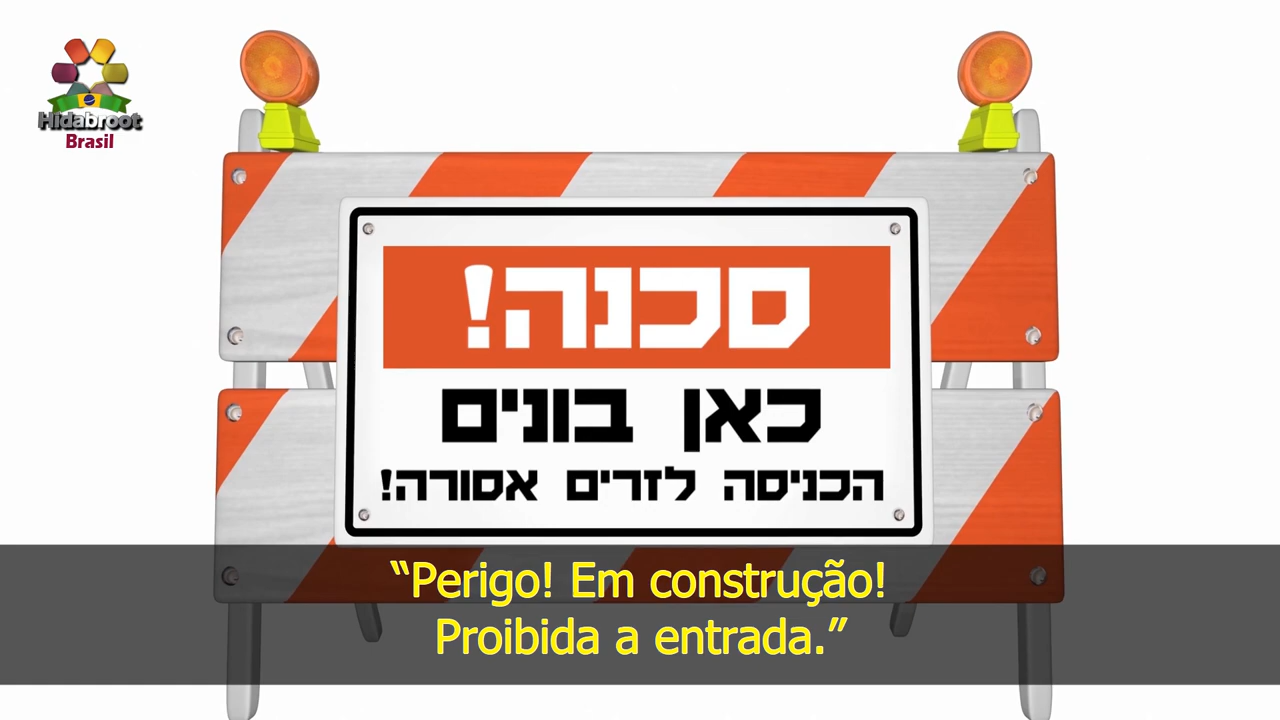 Hidabroot
Brasil
סכנה!
כאן בונים
הכניסה לזרים אסורה!
“Perigo! Em construção!
Proibida a entrada.”